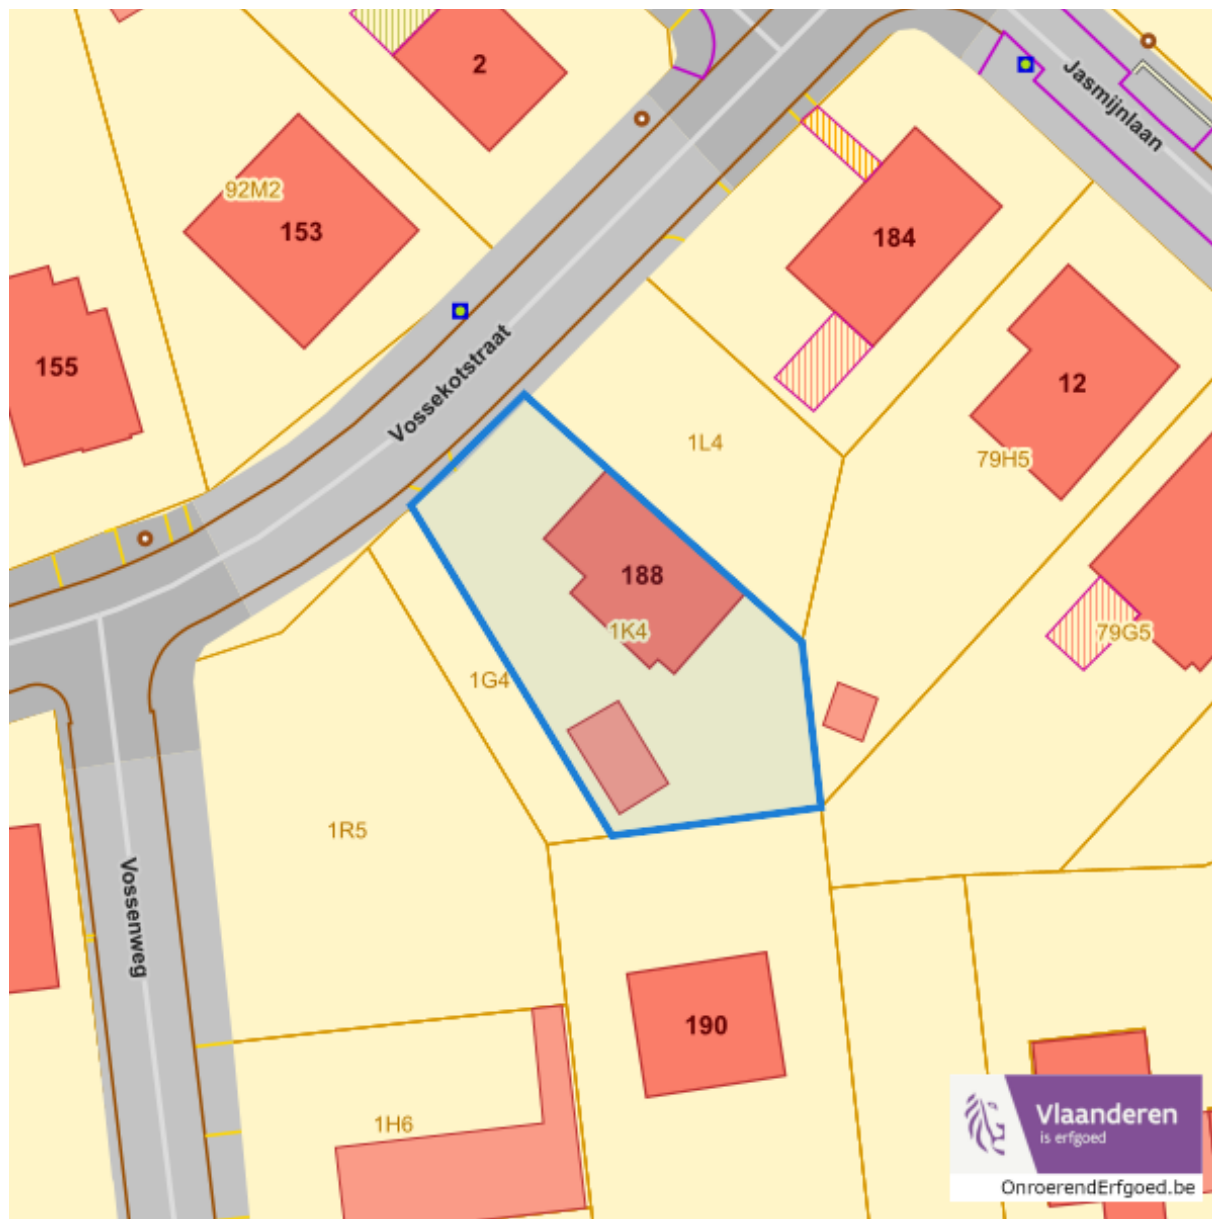 2
Jasmijnlaan
92M2
153
184
155
Vossekotstraat
12
1L4
79H5
188
1K4
79G5
1G4
1R5
Vossenweg
190
1H6
Vlaanderen
is erfgoed
OnroerendErfgoed.be